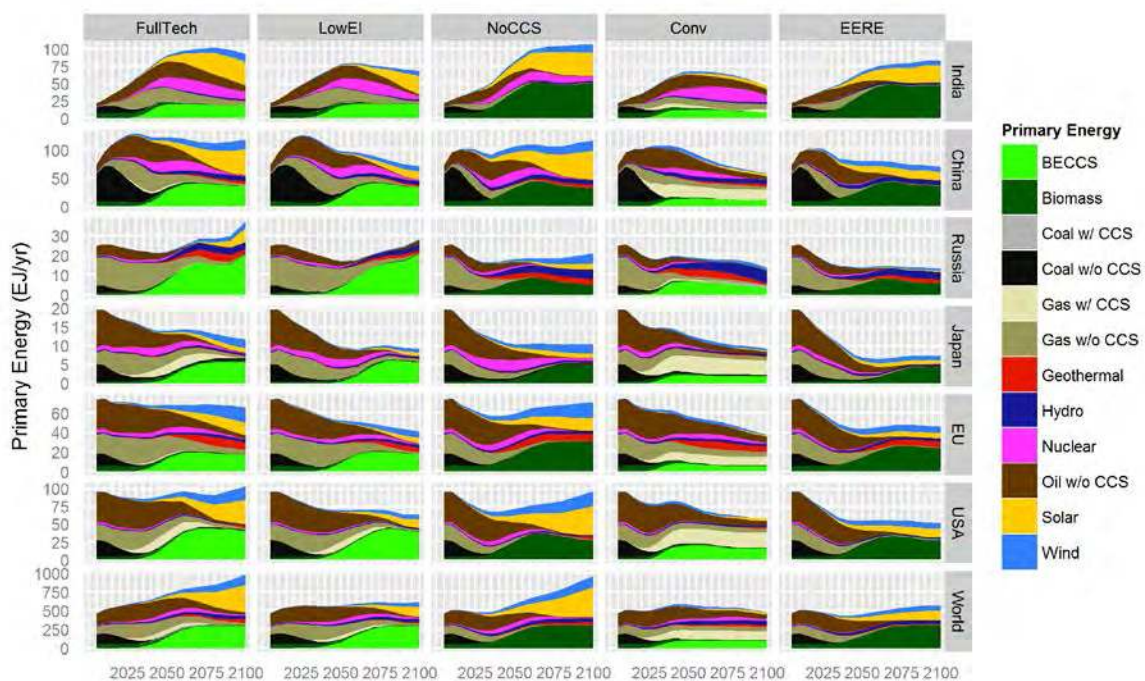 FullTech LowEI NoCCS Conv EERE
Primary Energy (EJ/yr)
100
75
50
25
0
India
100
50
0
China
30
20
10
0
Russia
20
15
10
5
0
Japan
60
40
20
0
EU
100
75
50
25
0
USA
1000
750
500
250
0
World
2025 2050 2075 2100 2025 2050 2075 2100 2025 2050 2075 2100 2025 2050 2075 2100 2025 2050 2075 2100
Primary Energy
BECCS
Biomass
Coal w/ CCS
Coal w/o CCS
Gas w/ CCS
Gas w/o CCS
Geothermal
Hydro
Nuclear
Oil w/o CCS
Solar
Wind